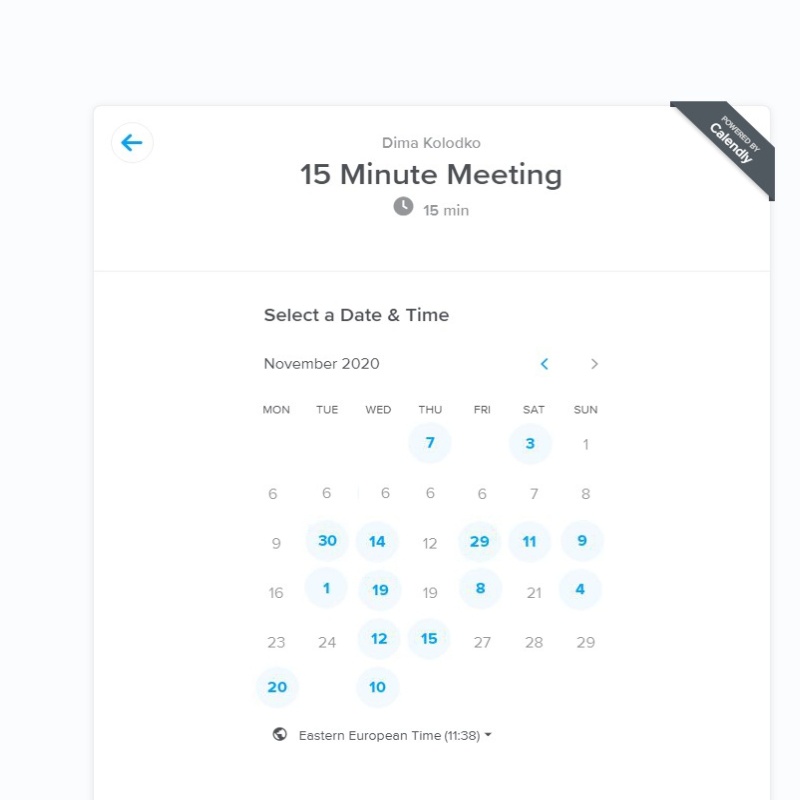 POWERED BY
Calendly
Dima Kolodko
15 Minute Meeting
15 min
Select a Date & Time
November 2020
MON TUE WED THU FRI SAT SUN
7 3 1
6 6 6 6 6 7 8
9 30 14 12 29 11 9
16 1 19 19 8 21 4
23 24 12 15 27 28 29
20 10
Eastern European Time (11:38)